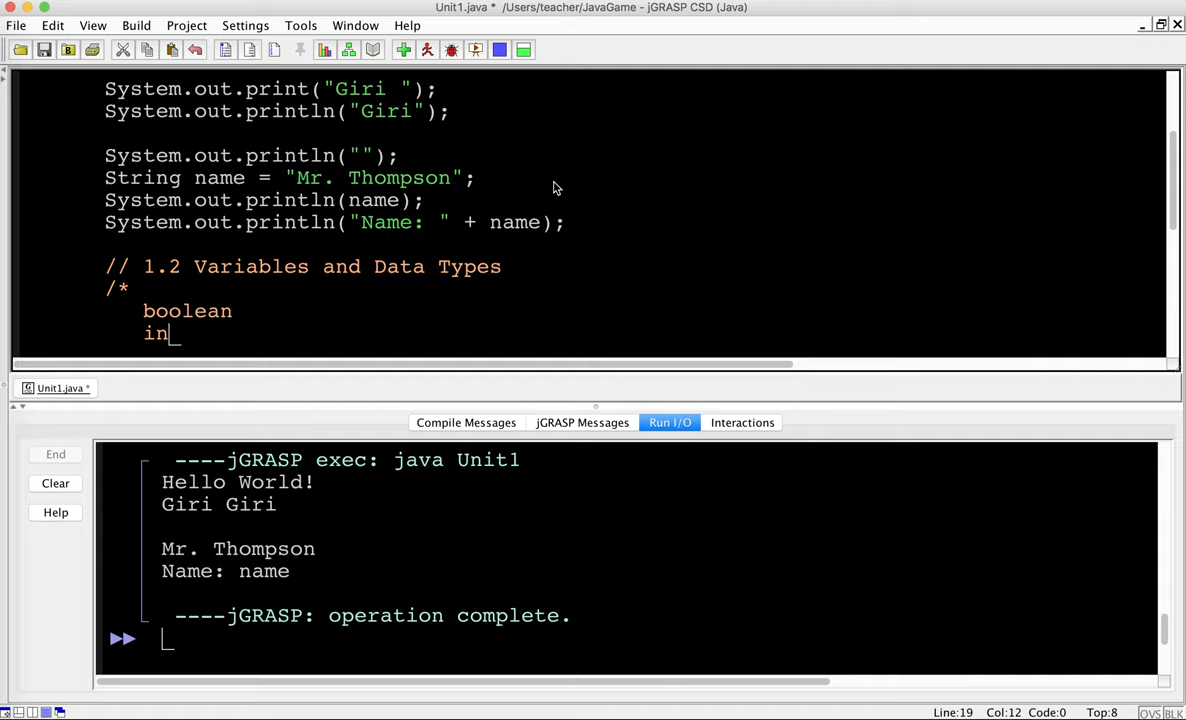 Unit1.java * /Users/teacher/JavaGame - jGRASP CSD (Java)
File Edit View Build Project Settings Tools Window Help
System.out.print("Giri ");
System.out.println("Giri");
System.out.println("");
String name = "Mr. Thompson";
System.out.println(name);
System.out.println("Name: " + name);
// 1.2 Variables and Data Types
/*
boolean
in
Unit1.java *
Compile Messages jGRASP Messages Run I/O Interactions
End
Clear
Help
----jGRASP exec: java Unit1
Hello World!
Giri Giri
Mr. Thompson
Name: name
----jGRASP: operation complete.
Line:19 Col:12 Code:0 Top:8 OVS BLK